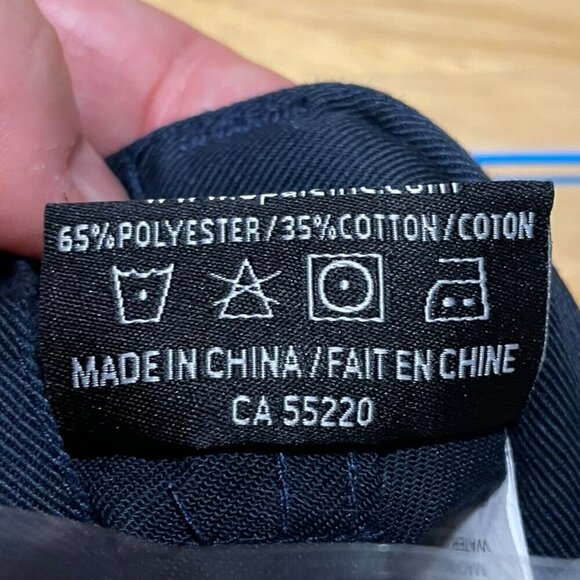 65%POLYESTER/35%COTTON/COTON
MADE IN CHINA/FAIT EN CHINE
CA 55220